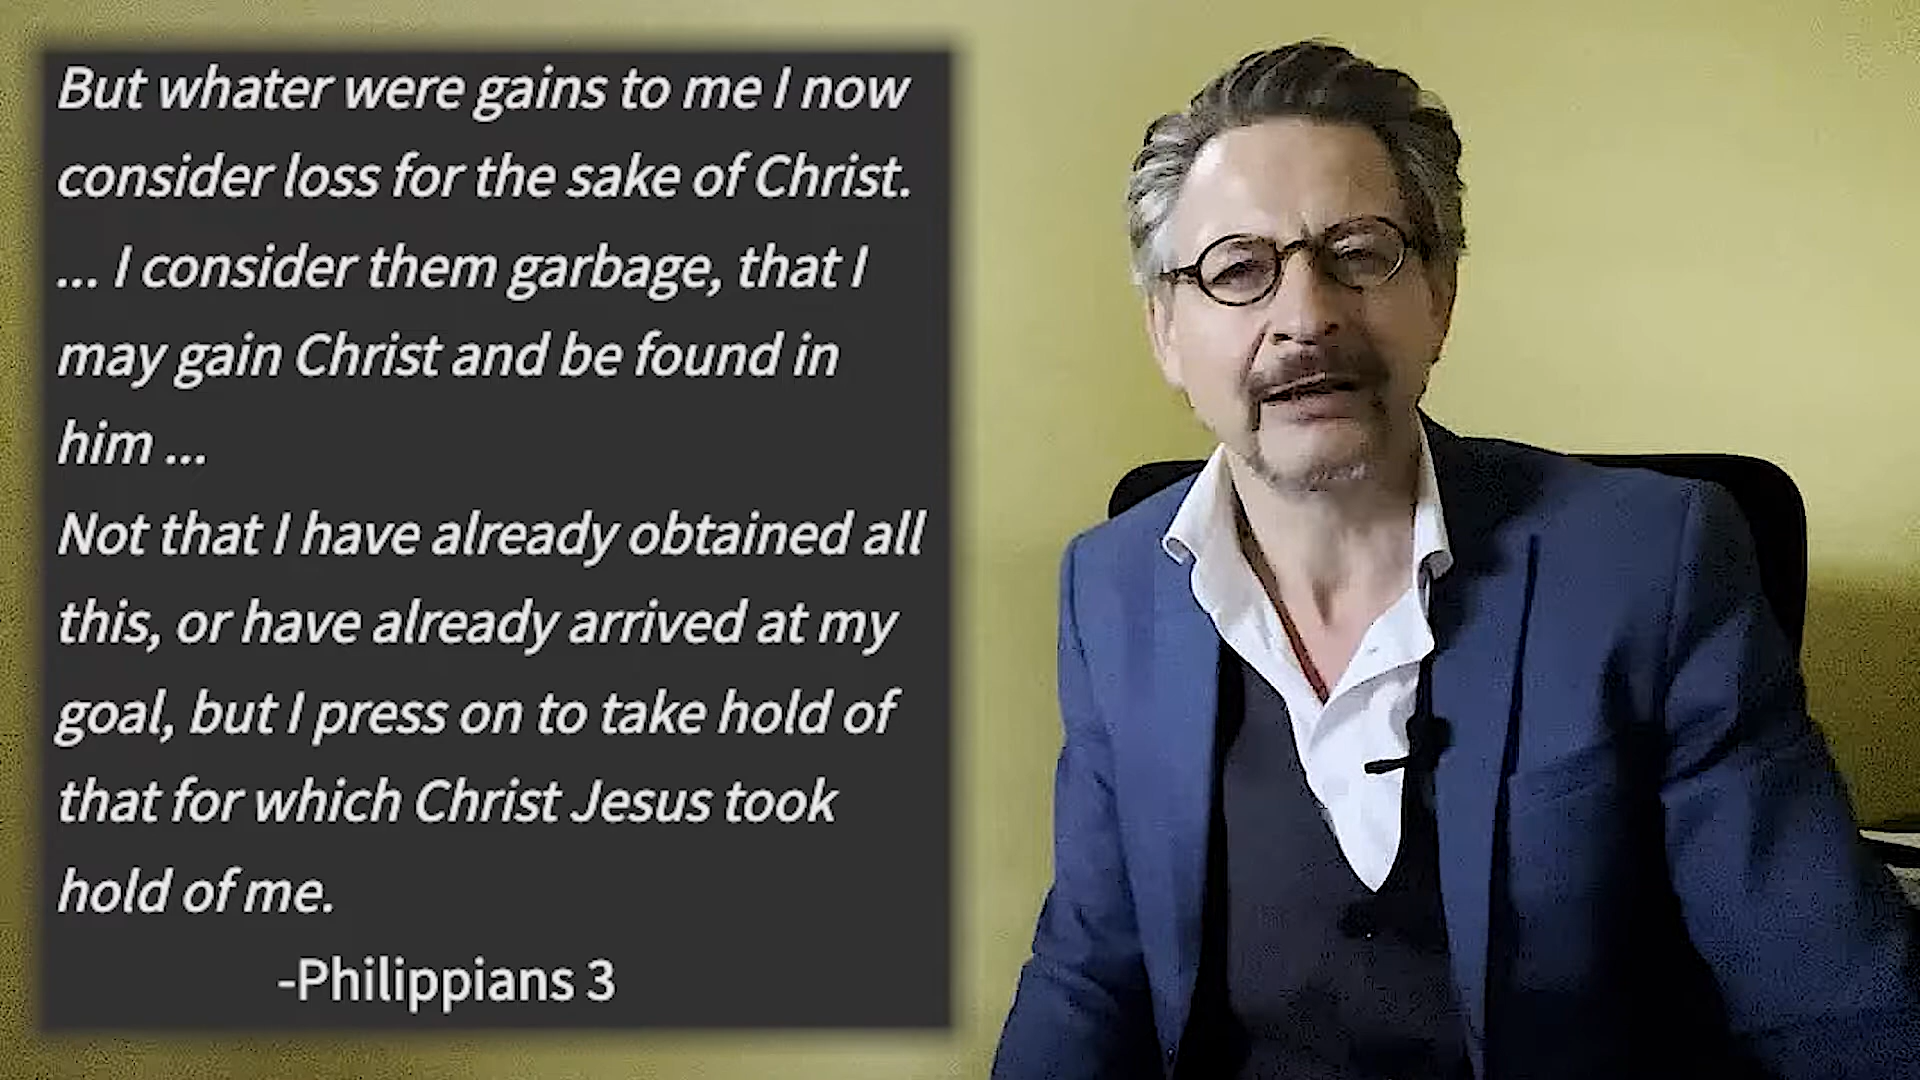 But whater were gains to me I now
consider loss for the sake of Christ.
... I consider them garbage, that I
may gain Christ and be found in
him ...
Not that I have already obtained all
this, or have already arrived at my
goal, but I press on to take hold of
that for which Christ Jesus took
hold of me.
-Philippians 3